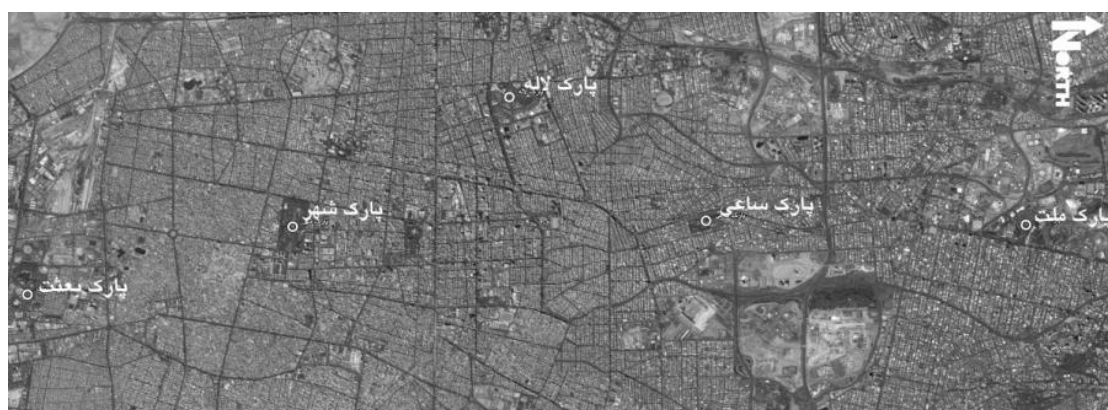 NORTH
پارک لاله
پارک ساعی
پارک ملت
پارک شهر
پارک بعثت